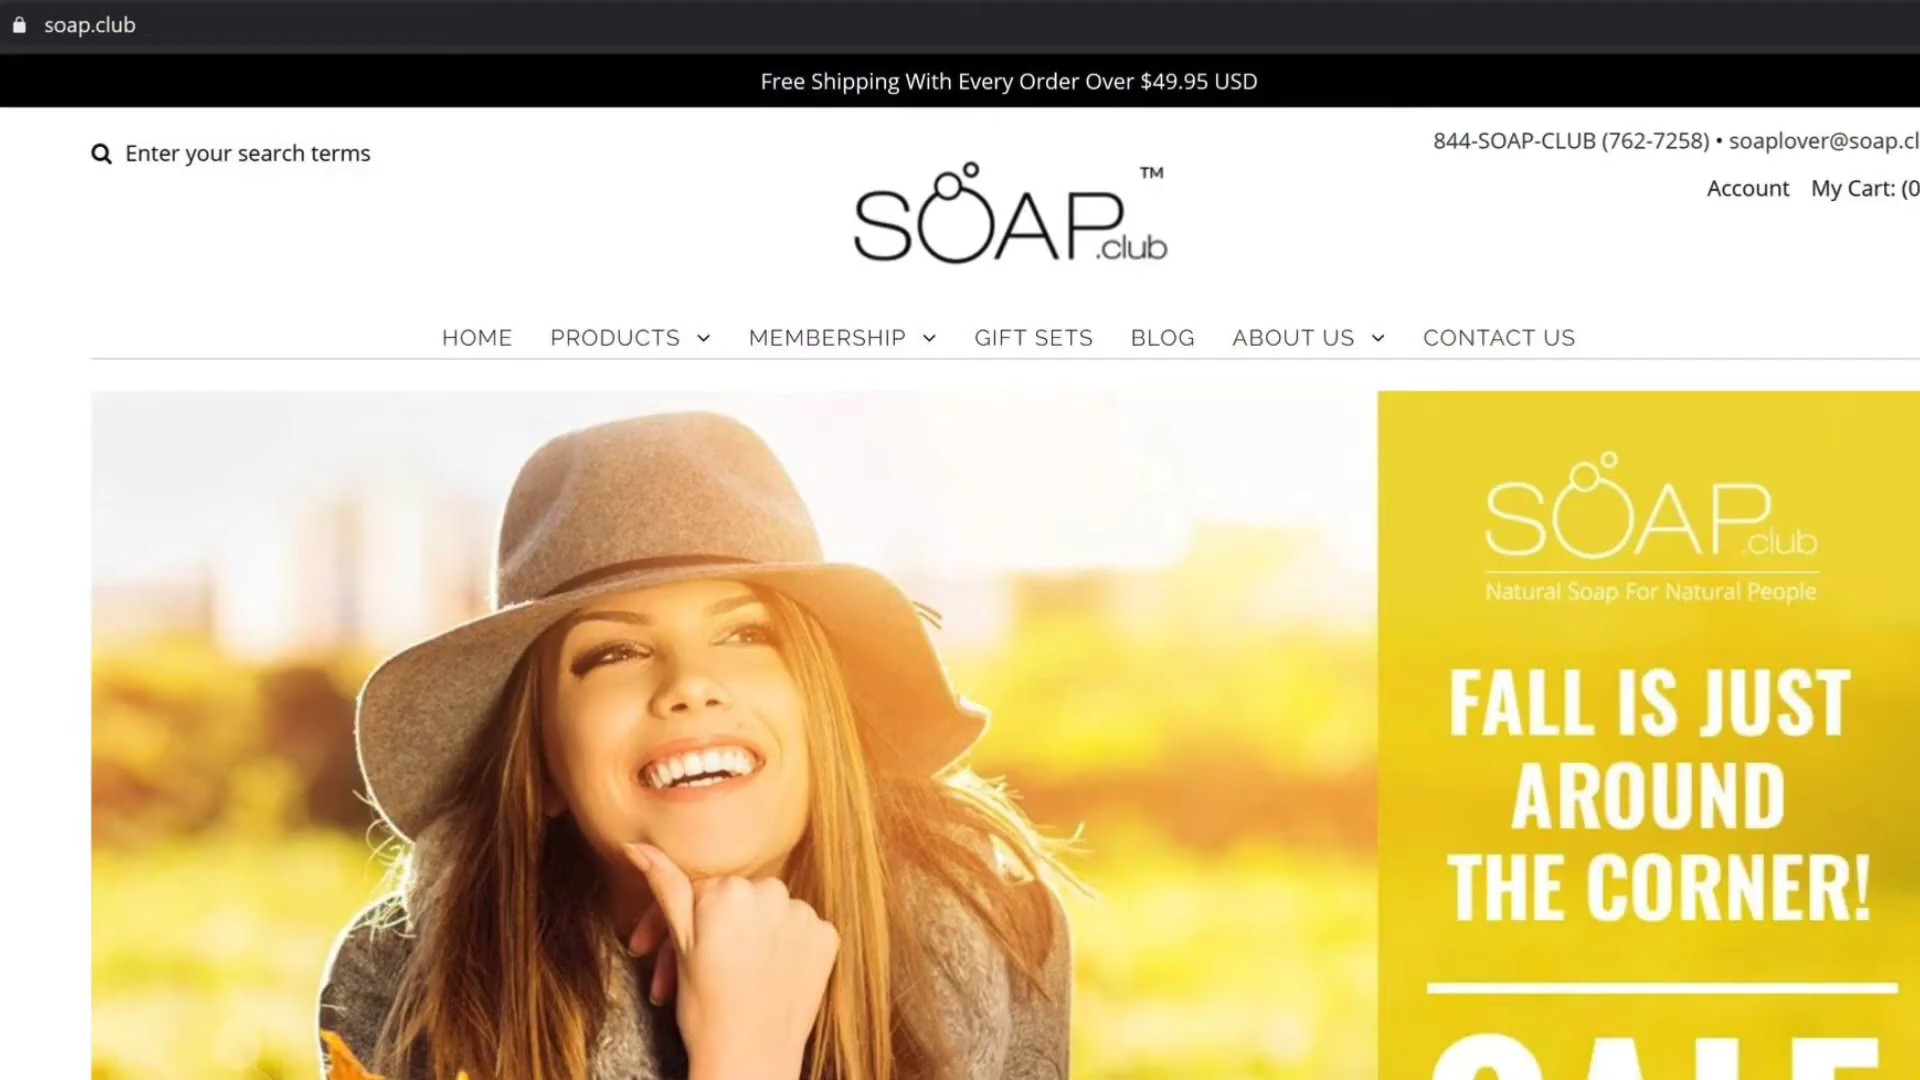 soap.club
Free Shipping With Every Order Over $49.95 USD
Enter your search terms
844-SOAP-CLUB (762-7258) • soaplover@soap.cl
Account My Cart: (0
SOAP.club ™
HOME PRODUCTS MEMBERSHIP GIFT SETS BLOG ABOUT US CONTACT US
SOAP.club
Natural Soap For Natural People
FALL IS JUST
AROUND
THE CORNER!
SALE